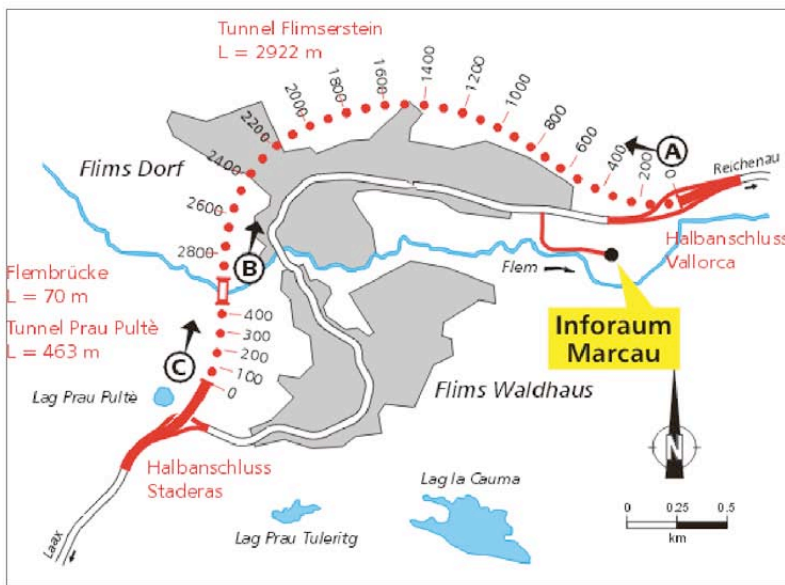 Tunnel Flimserstein
L = 2922 m
1600
1400
1800
1200
2000
1000
2200
800
600
400
200
0
A
Reichenau
2400
Flims Dorf
2600
Halbanschluss
Vallorca
2800
B
Flem
Flembrücke
L = 70 m
Tunnel Prau Pultè
L = 463 m
400
300
200
100
0
C
Inforaum
Marcau
Lag Prau Pultè
Flims Waldhaus
N
Halbanschluss
Staderas
Lag la Cauma
Lag Prau Tuleritg
Laax
0 0.25 0.5
km